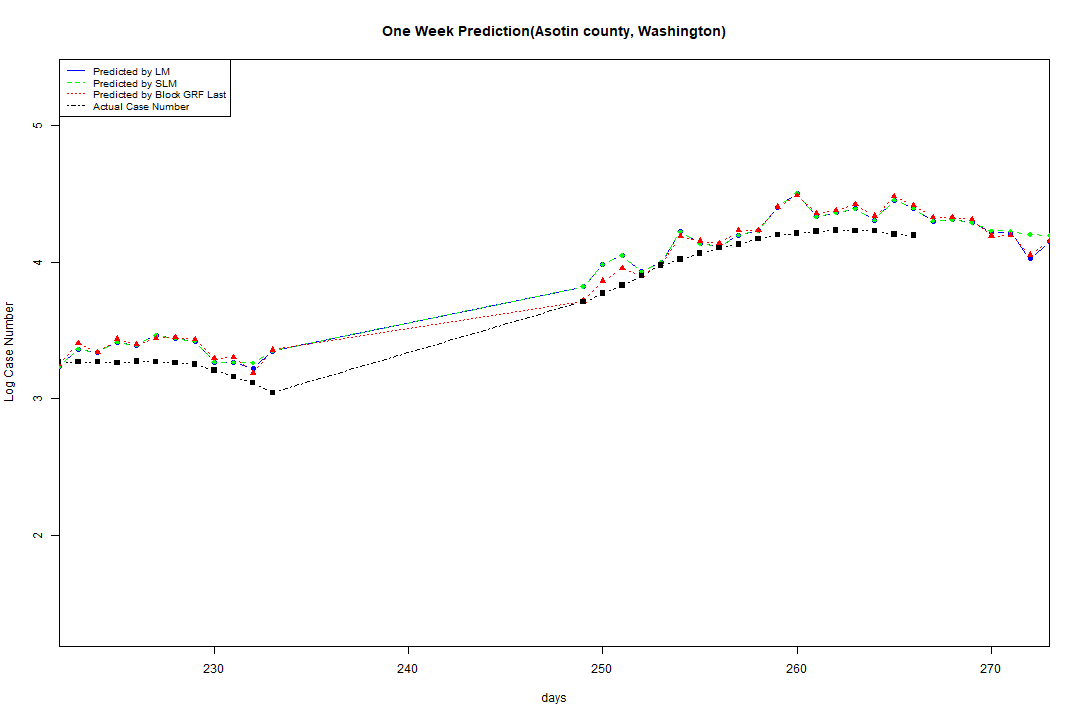 One Week Prediction(Asotin county, Washington)
Predicted by LM
Predicted by SLM
Predicted by Block GRF Last
Actual Case Number
5
4
3
2
Log Case Number
230 240 250 260 270
days